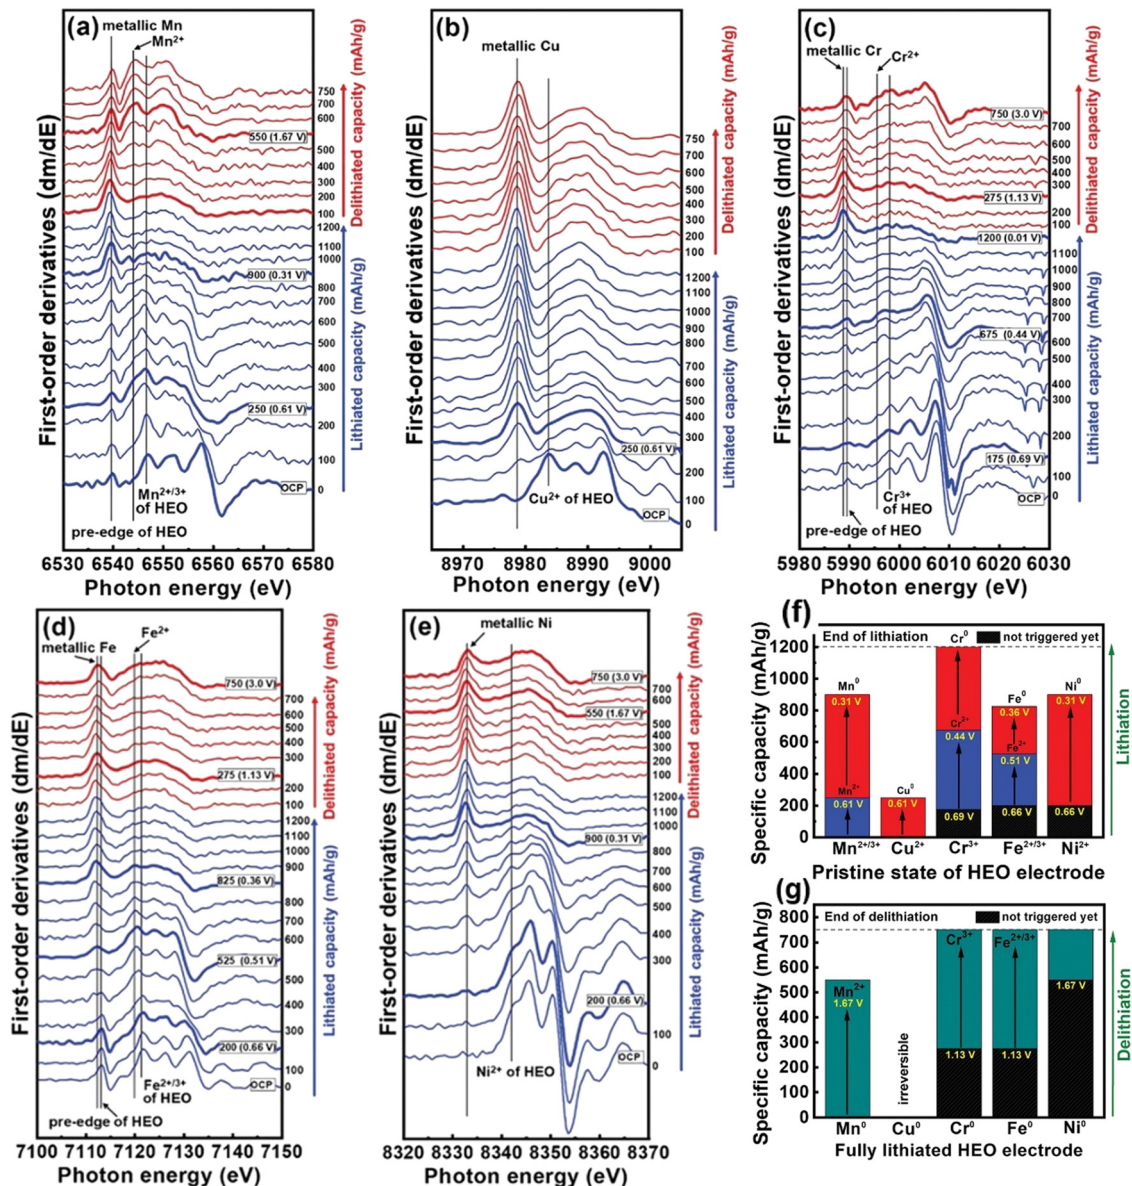 (a)
metallic Mn
Mn2+
First-order derivatives (dm/dE)
750
700
600
550 (1.67 V)
500
400
300
200
100
1200
1100
1000
900 (0.31 V)
800
700
600
500
400
300
250 (0.61 V)
200
100
OCP
0
Delithiated capacity (mAh/g)
Lithiated capacity (mAh/g)
Mn2+/3+
of HEO
pre-edge of HEO
6530 6540 6550 6560 6570 6580
Photon energy (eV)
(b)
metallic Cu
First-order derivatives (dm/dE)
750
700
600
500
400
300
200
100
1200
1100
1000
900
800
700
600
500
400
300
250 (0.61 V)
200
100
OCP
0
Delithiated capacity (mAh/g)
Lithiated capacity (mAh/g)
Cu2+ of HEO
8970 8980 8990 9000
Photon energy (eV)
(c)
metallic Cr
Cr2+
First-order derivatives (dm/dE)
750 (3.0 V)
700
600
500
400
300
275 (1.13 V)
200
100
1200 (0.01 V)
1100
1000
900
800
700
675 (0.44 V)
600
500
400
300
200
175 (0.69 V)
100
OCP
0
Delithiated capacity (mAh/g)
Lithiated capacity (mAh/g)
Cr3+
of HEO
pre-edge of HEO
5980 5990 6000 6010 6020 6030
Photon energy (eV)
(d)
metallic Fe
Fe2+
First-order derivatives (dm/dE)
750 (3.0 V)
700
600
500
400
300
275 (1.13 V)
200
100
1200
1100
1000
900
825 (0.36 V)
800
700
600
525 (0.51 V)
500
400
300
200 (0.66 V)
100
OCP
0
Delithiated capacity (mAh/g)
Lithiated capacity (mAh/g)
Fe2+/3+
of HEO
pre-edge of HEO
7100 7110 7120 7130 7140 7150
Photon energy (eV)
(e)
metallic Ni
First-order derivatives (dm/dE)
750 (3.0 V)
700
600
550 (1.67 V)
500
400
300
200
100
1200
1100
1000
900 (0.31 V)
800
700
600
500
400
300
200 (0.66 V)
100
OCP
0
Delithiated capacity (mAh/g)
Lithiated capacity (mAh/g)
Ni2+ of HEO
8320 8330 8340 8350 8360 8370
Photon energy (eV)
(f)
Specific capacity (mAh/g)
1200
1000
800
600
400
200
0
End of lithiation
Cr0
not triggered yet
Mn0
0.31 V
Mn2+
0.61 V
Cu0
0.61 V
Cr2+
0.44 V
0.69 V
Fe0
0.36 V
Fe2+
0.51 V
0.66 V
Ni0
0.31 V
0.66 V
Lithiation
Mn2+/3+ Cu2+ Cr3+ Fe2+/3+ Ni2+
Pristine state of HEO electrode
(g)
Specific capacity (mAh/g)
800
700
600
500
400
300
200
100
0
End of delithiation
not triggered yet
Mn2+
1.67 V
irreversible
Cr3+
1.13 V
Fe2+/3+
1.13 V
1.67 V
Delithiation
Mn0 Cu0 Cr0 Fe0 Ni0
Fully lithiated HEO electrode